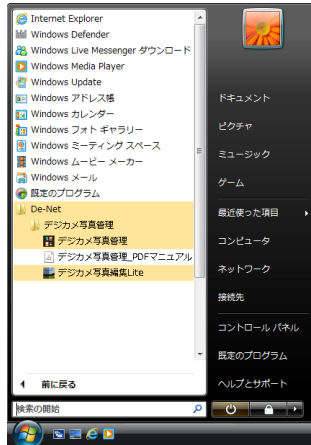 Internet Explorer
Windows Defender
Windows Live Messenger ダウンロード
Windows Media Player
Windows Update
Windows アドレス帳
Windows カレンダー
Windows フォト ギャラリー
Windows ミーティング スペース
Windows ムービー メーカー
Windows メール
既定のプログラム
De-Net
デジカメ写真管理
デジカメ写真管理
デジカメ写真管理_PDFマニュアル
デジカメ写真編集Lite
前に戻る
検索の開始
ドキュメント
ピクチャ
ミュージック
ゲーム
最近使った項目
コンピュータ
ネットワーク
接続先
コントロール パネル
既定のプログラム
ヘルプとサポート